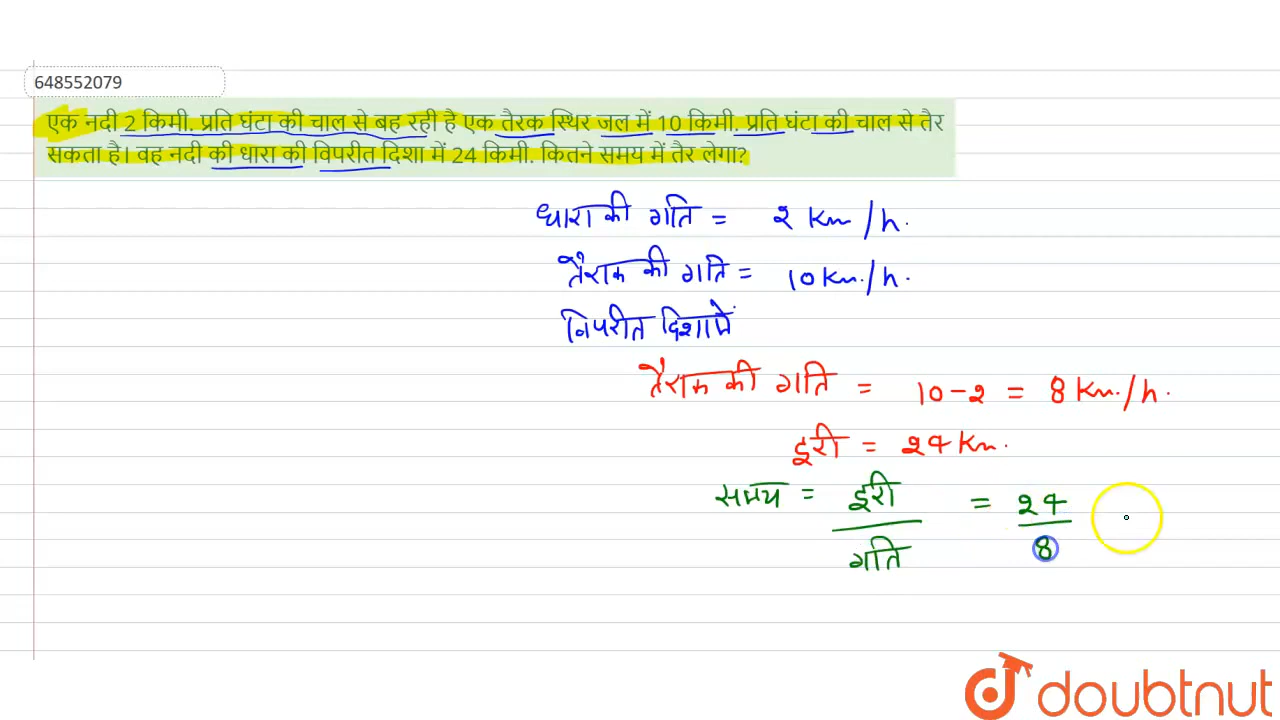 648552079
एक नदी 2 किमी. प्रति घंटा की चाल से बह रही है एक तैरक स्थिर जल में 10 किमी. प्रति घंटा की चाल से तैर
सकता है। वह नदी की धारा की विपरीत दिशा में 24 किमी. कितने समय में तैर लेगा?
धारा की गति = 2 Km/h.
तैराक की गति = 10 Km./h.
विपरीत दिशा में
तैराक की गति = 10-2 = 8 Km./h.
दूरी = 24 Km.
समय = दूरी / गति = 24 / 8
doubtnut